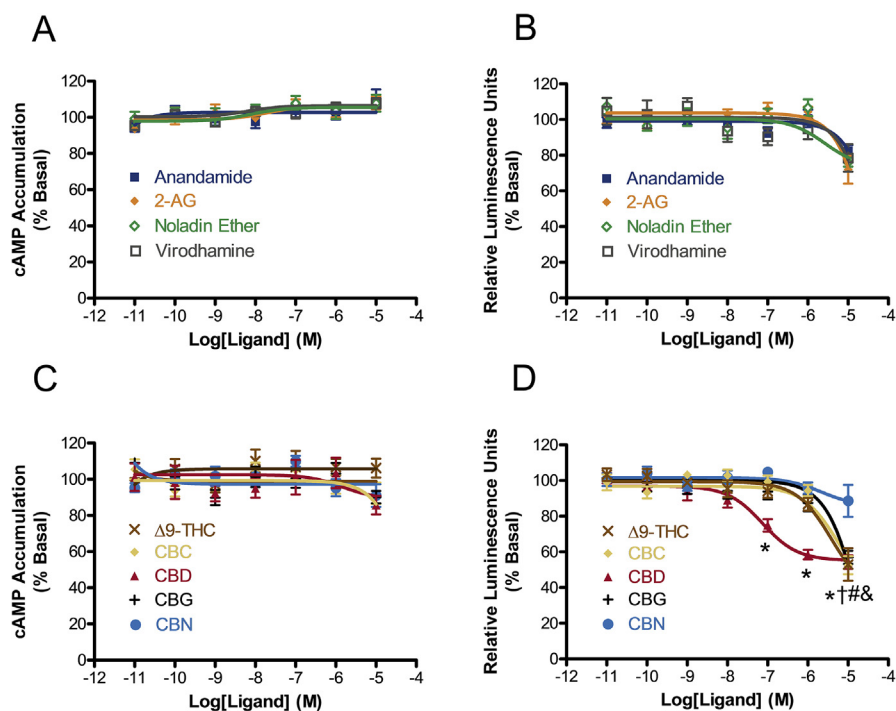 A
cAMP Accumulation
(% Basal)
120
100
80
60
40
20
0
Anandamide
2-AG
Noladin Ether
Virodhamine
-12 -11 -10 -9 -8 -7 -6 -5 -4
Log[Ligand] (M)
B
Relative Luminescence Units
(% Basal)
120
100
80
60
40
20
0
Anandamide
2-AG
Noladin Ether
Virodhamine
-12 -11 -10 -9 -8 -7 -6 -5 -4
Log[Ligand] (M)
C
cAMP Accumulation
(% Basal)
120
100
80
60
40
20
0
Δ9-THC
CBC
CBD
CBG
CBN
-12 -11 -10 -9 -8 -7 -6 -5 -4
Log[Ligand] (M)
D
Relative Luminescence Units
(% Basal)
120
100
80
60
40
20
0
Δ9-THC
CBC
CBD
CBG
CBN
*
*
*†#&
-12 -11 -10 -9 -8 -7 -6 -5 -4
Log[Ligand] (M)